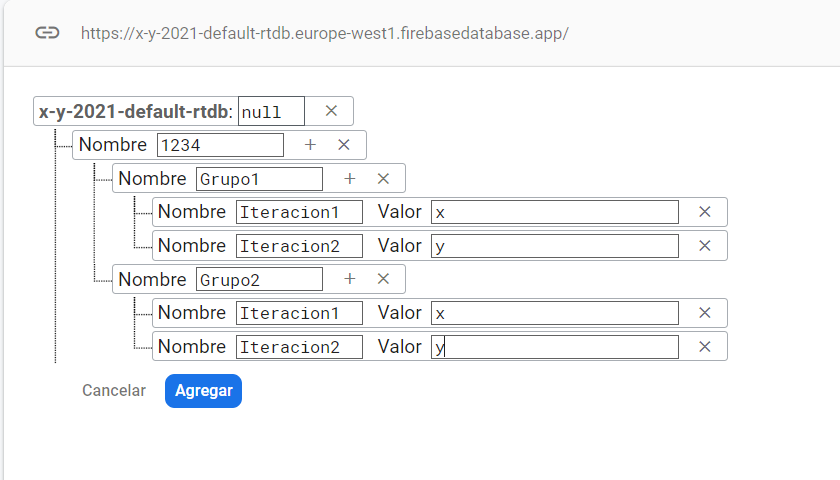 https://x-y-2021-default-rtdb.europe-west1.firebasedatabase.app/
x-y-2021-default-rtdb: null ×
Nombre 1234 + ×
Nombre Grupo1 + ×
Nombre Iteracion1 Valor x ×
Nombre Iteracion2 Valor y ×
Nombre Grupo2 + ×
Nombre Iteracion1 Valor x ×
Nombre Iteracion2 Valor y ×
Cancelar Agregar